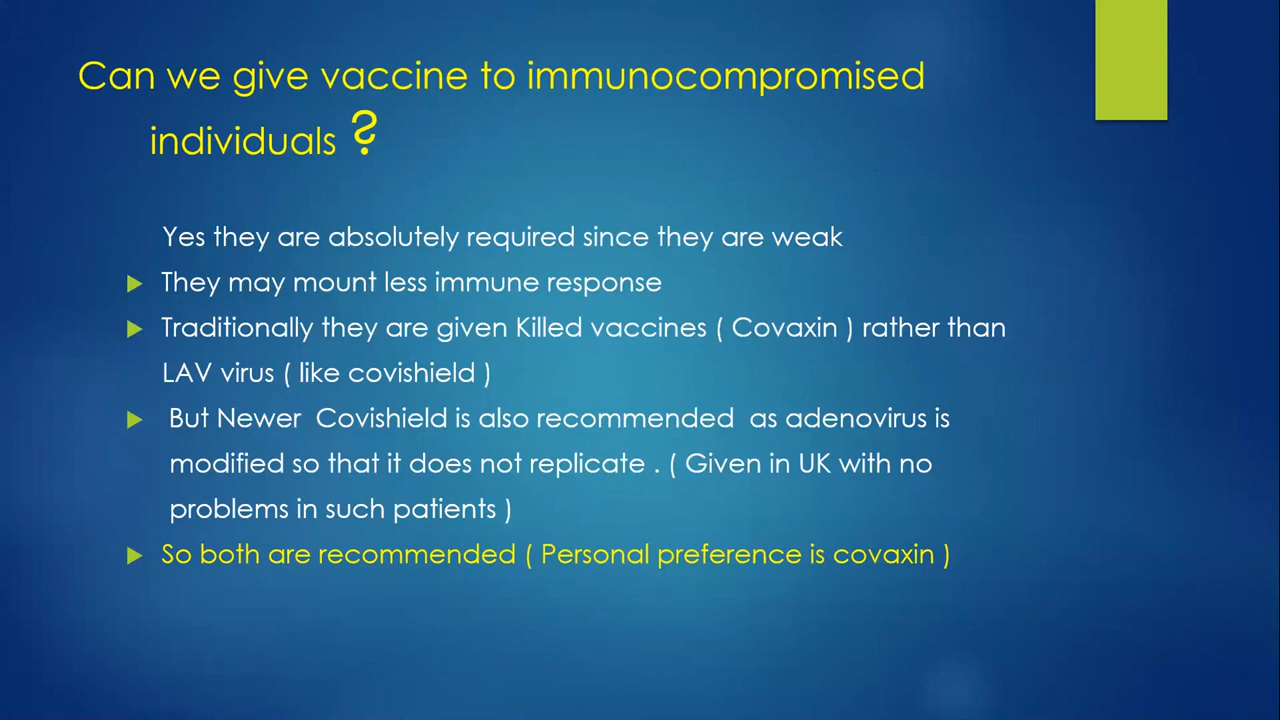 Can we give vaccine to immunocompromised
individuals ?
Yes they are absolutely required since they are weak
They may mount less immune response
Traditionally they are given Killed vaccines ( Covaxin ) rather than
LAV virus ( like covishield )
But Newer Covishield is also recommended as adenovirus is
modified so that it does not replicate . ( Given in UK with no
problems in such patients )
So both are recommended ( Personal preference is covaxin )